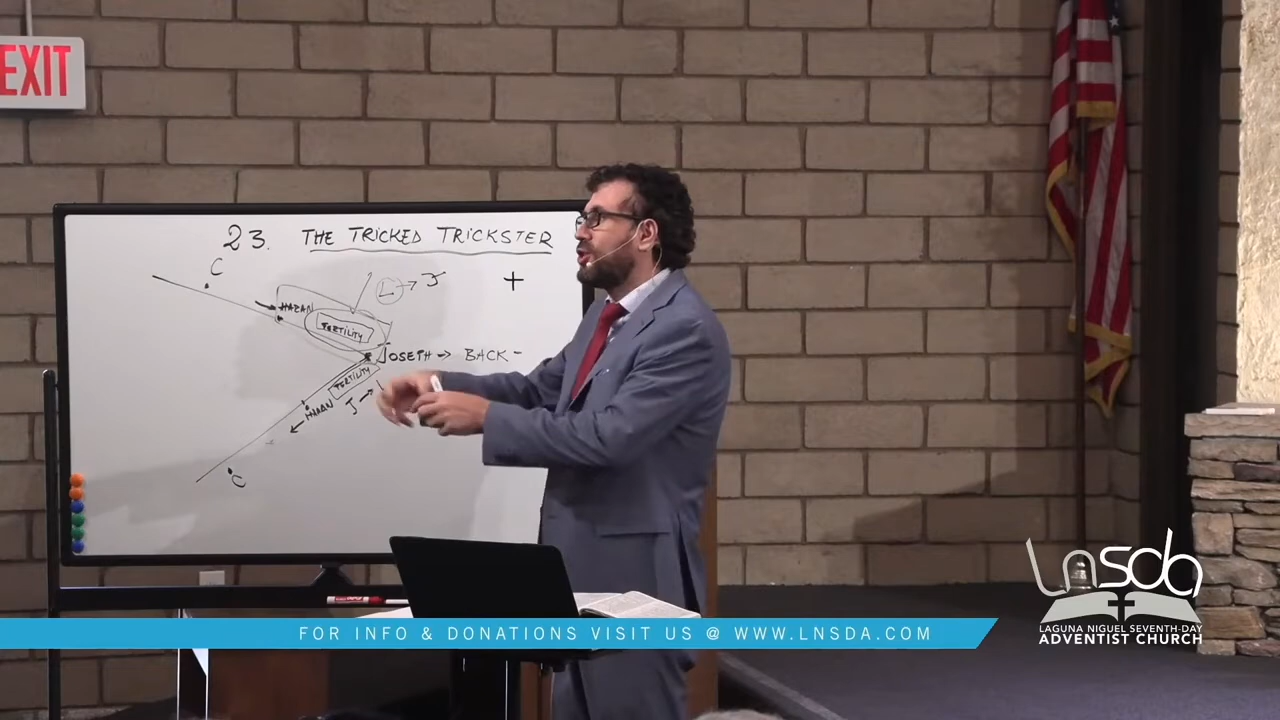 EXIT
23. THE TRICKED TRICKSTER
C
L → J
+
HARAN
FERTILITY
JOSEPH → BACK -
FERTILITY
HARAN
J
C
FOR INFO & DONATIONS VISIT US @ WWW.LNSDA.COM
Lnsda
LAGUNA NIGUEL SEVENTH-DAY
ADVENTIST CHURCH